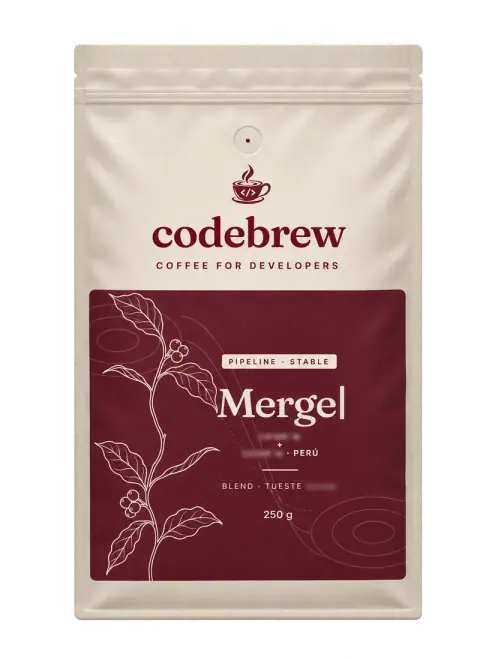 </>
codebrew
COFFEE FOR DEVELOPERS
PIPELINE · STABLE
Merge|
+
· PERÚ
BLEND · TUESTE
250 g